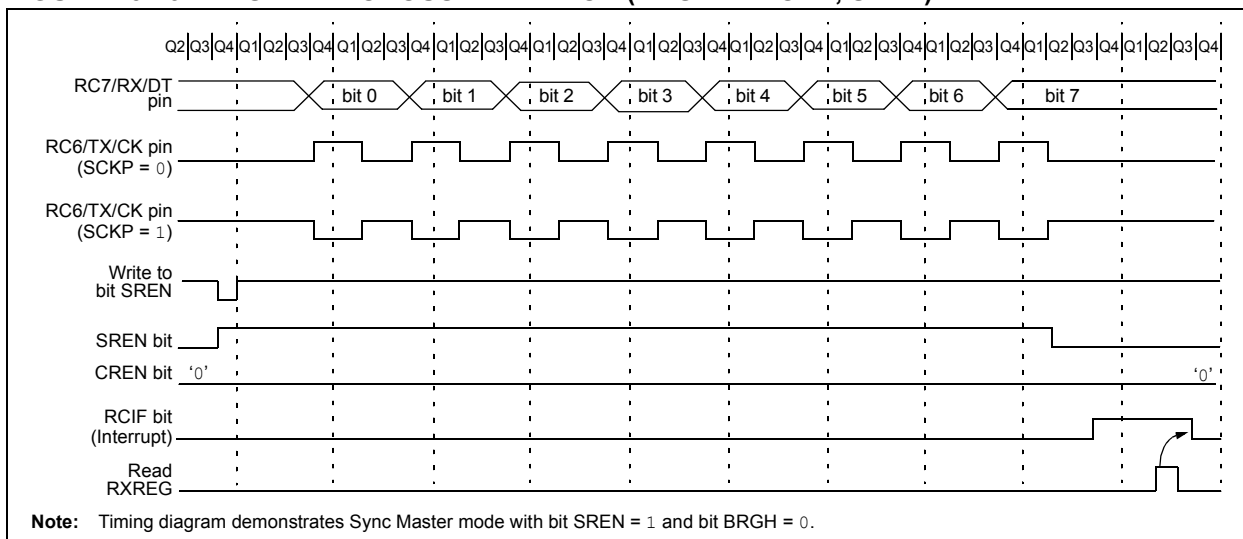 Q2 Q3 Q4 Q1 Q2 Q3 Q4 Q1 Q2 Q3 Q4 Q1 Q2 Q3 Q4 Q1 Q2 Q3 Q4 Q1 Q2 Q3 Q4 Q1 Q2 Q3 Q4 Q1 Q2 Q3 Q4 Q1 Q2 Q3 Q4 Q1 Q2 Q3 Q4 Q1 Q2 Q3 Q4
RC7/RX/DT
pin
bit 0 bit 1 bit 2 bit 3 bit 4 bit 5 bit 6 bit 7
RC6/TX/CK pin
(SCKP = 0)
RC6/TX/CK pin
(SCKP = 1)
Write to
bit SREN
SREN bit
CREN bit ‘0’ ‘0’
RCIF bit
(Interrupt)
Read
RXREG
Note: Timing diagram demonstrates Sync Master mode with bit SREN = 1 and bit BRGH = 0.